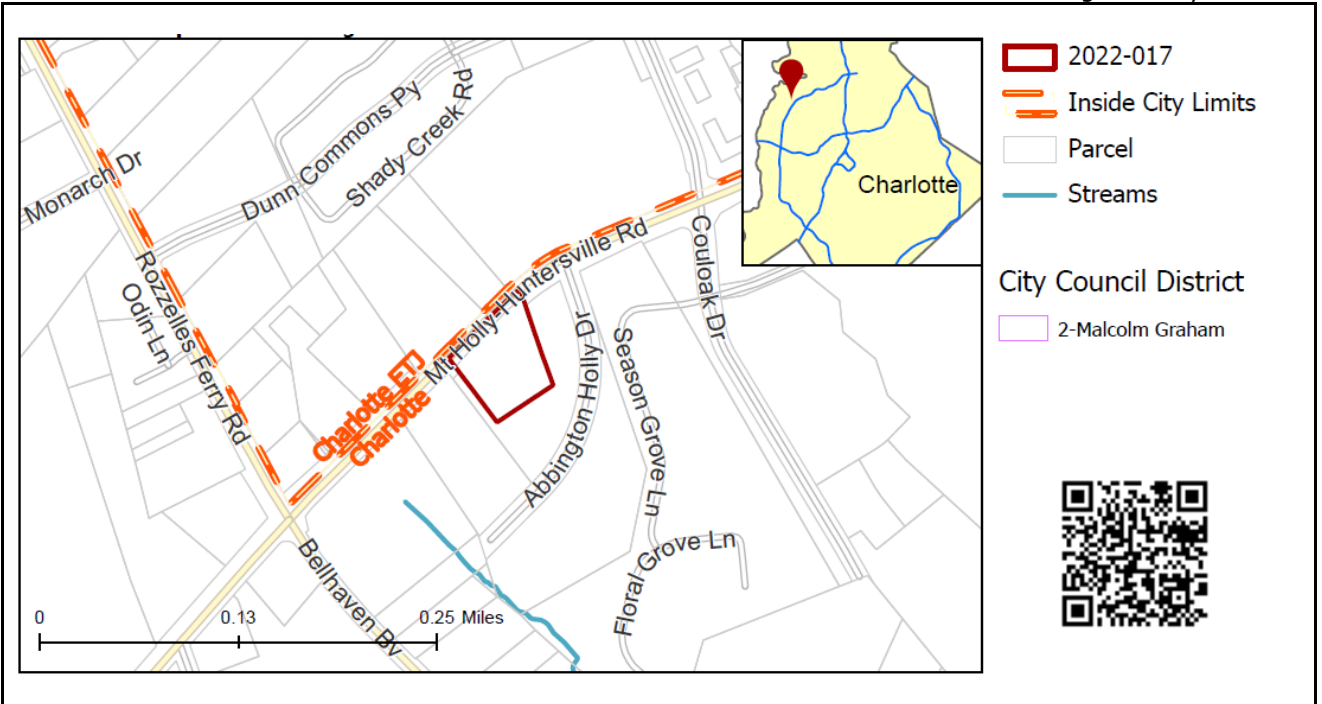 2022-017
Inside City Limits
Parcel
Streams
City Council District
2-Malcolm Graham
Charlotte
Monarch Dr
Dunn Commons Py
Shady Creek Rd
Rozzelles Ferry Rd
Odin Ln
Mt Holly-Huntersville Rd
Couloak Dr
Charlotte ETJ
Charlotte
Abbington Holly Dr
Season Grove Ln
Floral Grove Ln
Bellhaven Bv
0 0.13 0.25 Miles